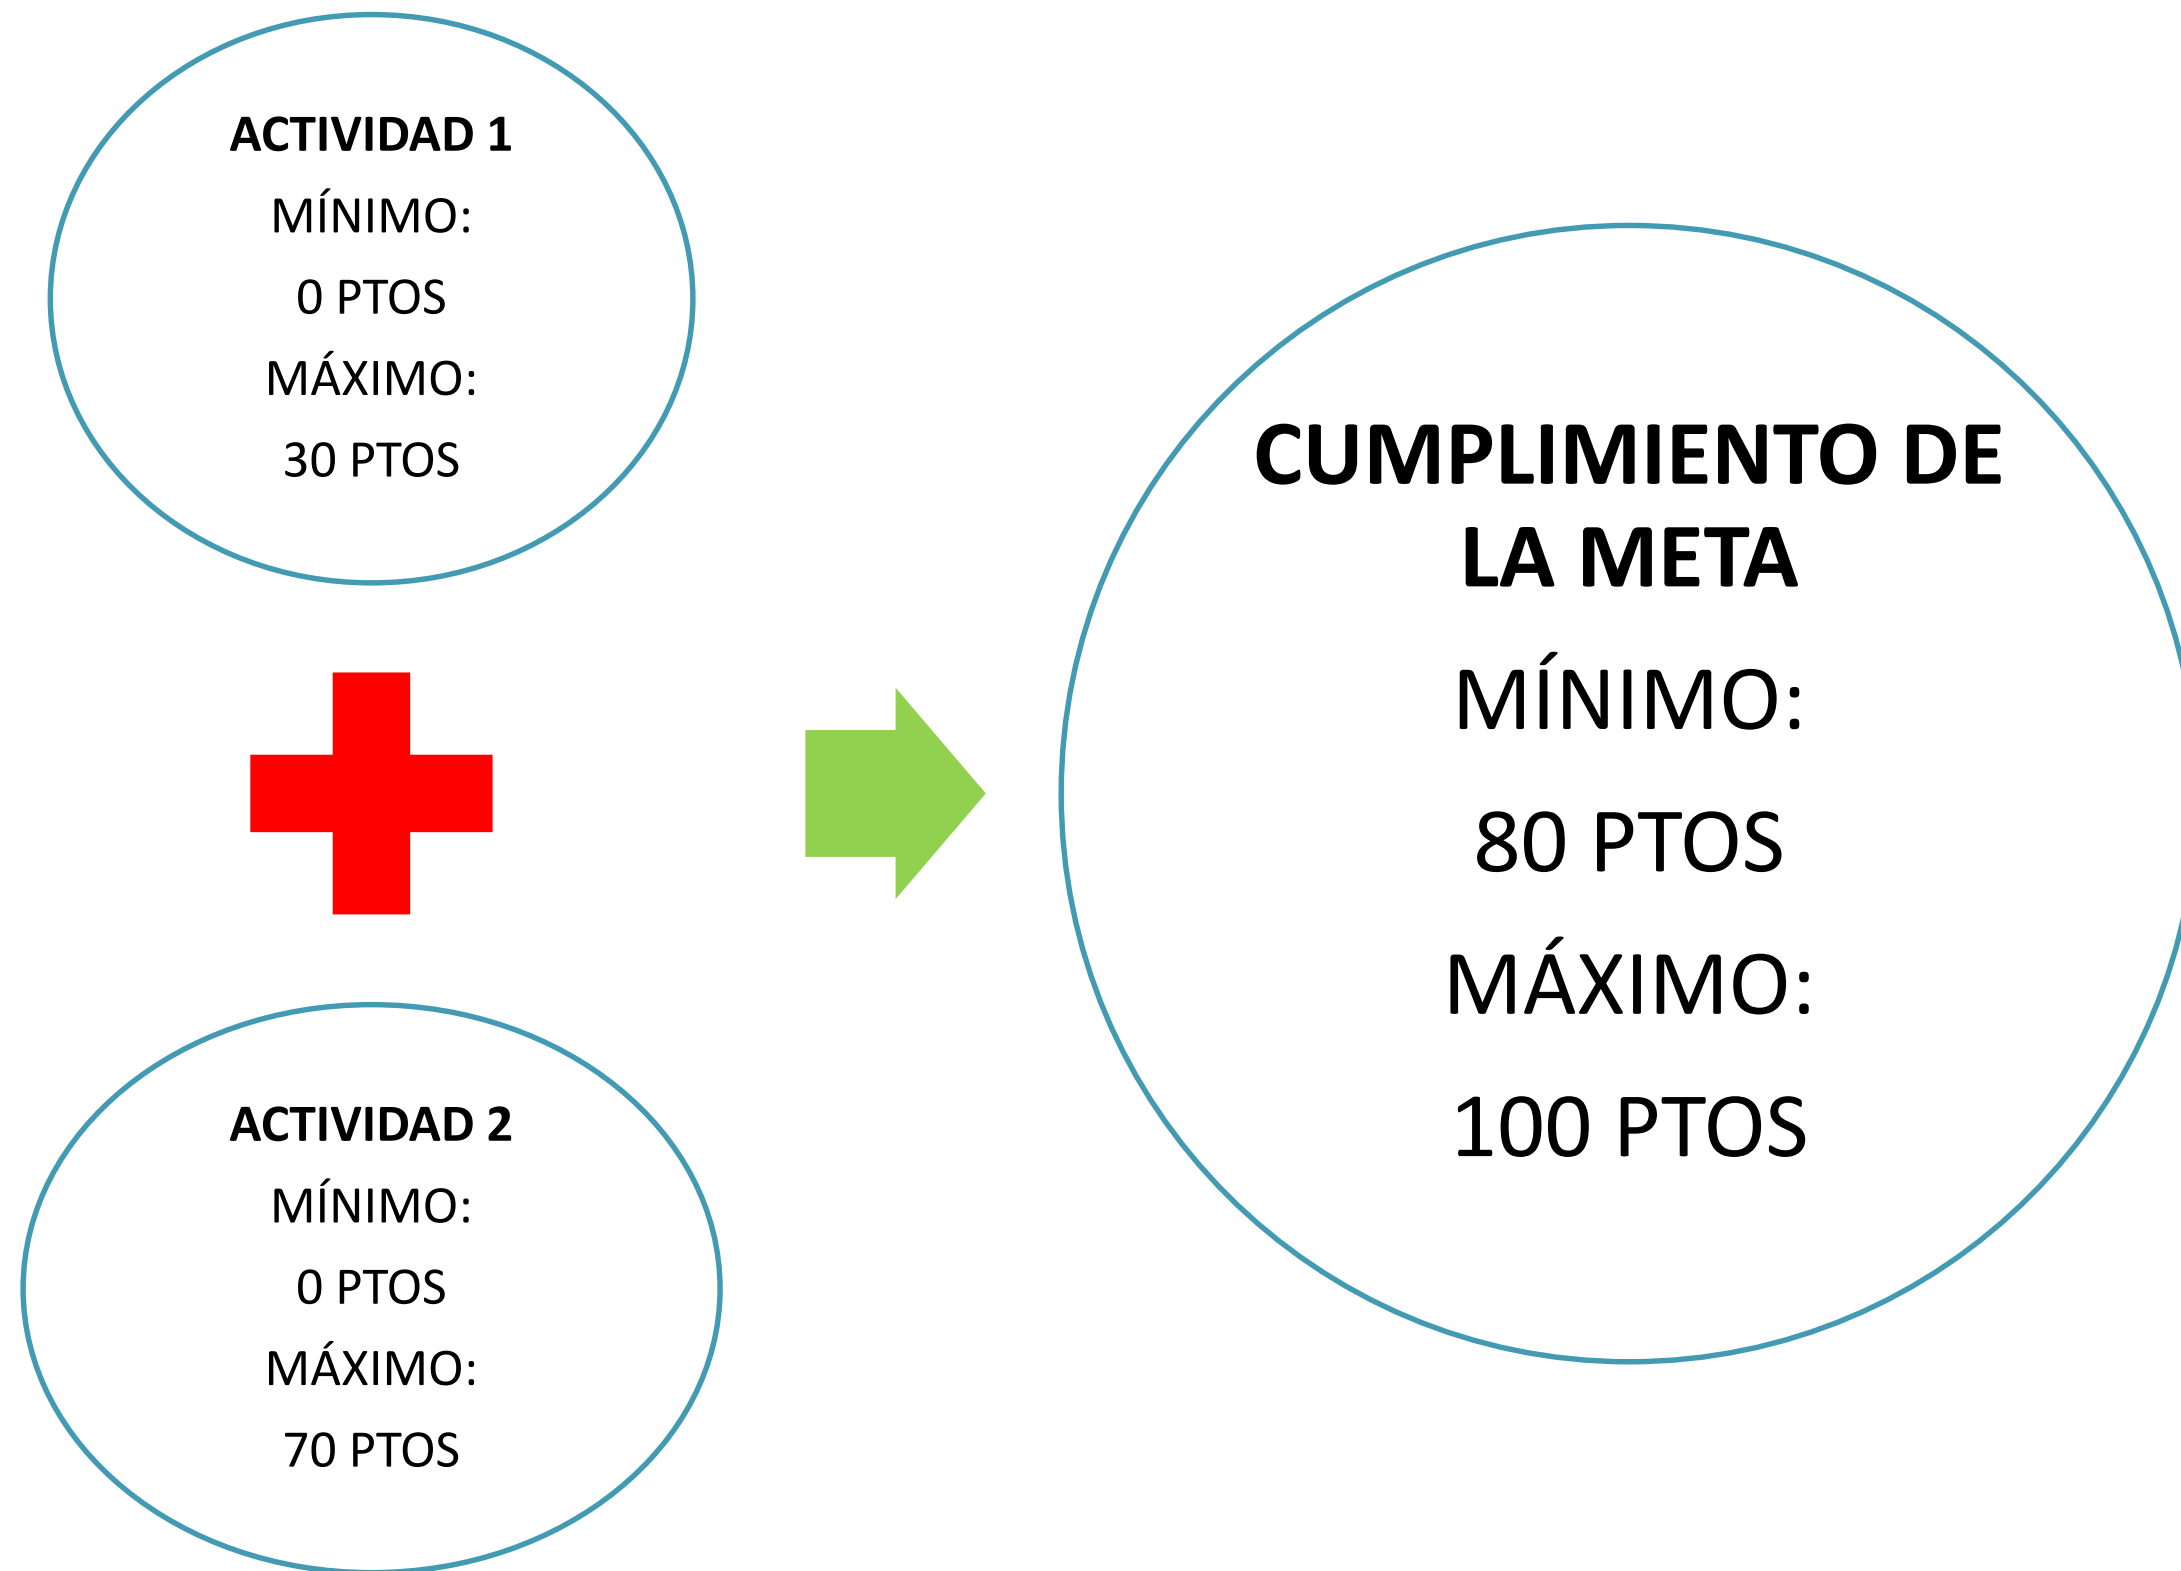 ACTIVIDAD 1
MÍNIMO:
0 PTOS
MÁXIMO:
30 PTOS
ACTIVIDAD 2
MÍNIMO:
0 PTOS
MÁXIMO:
70 PTOS
CUMPLIMIENTO DE
LA META
MÍNIMO:
80 PTOS
MÁXIMO:
100 PTOS